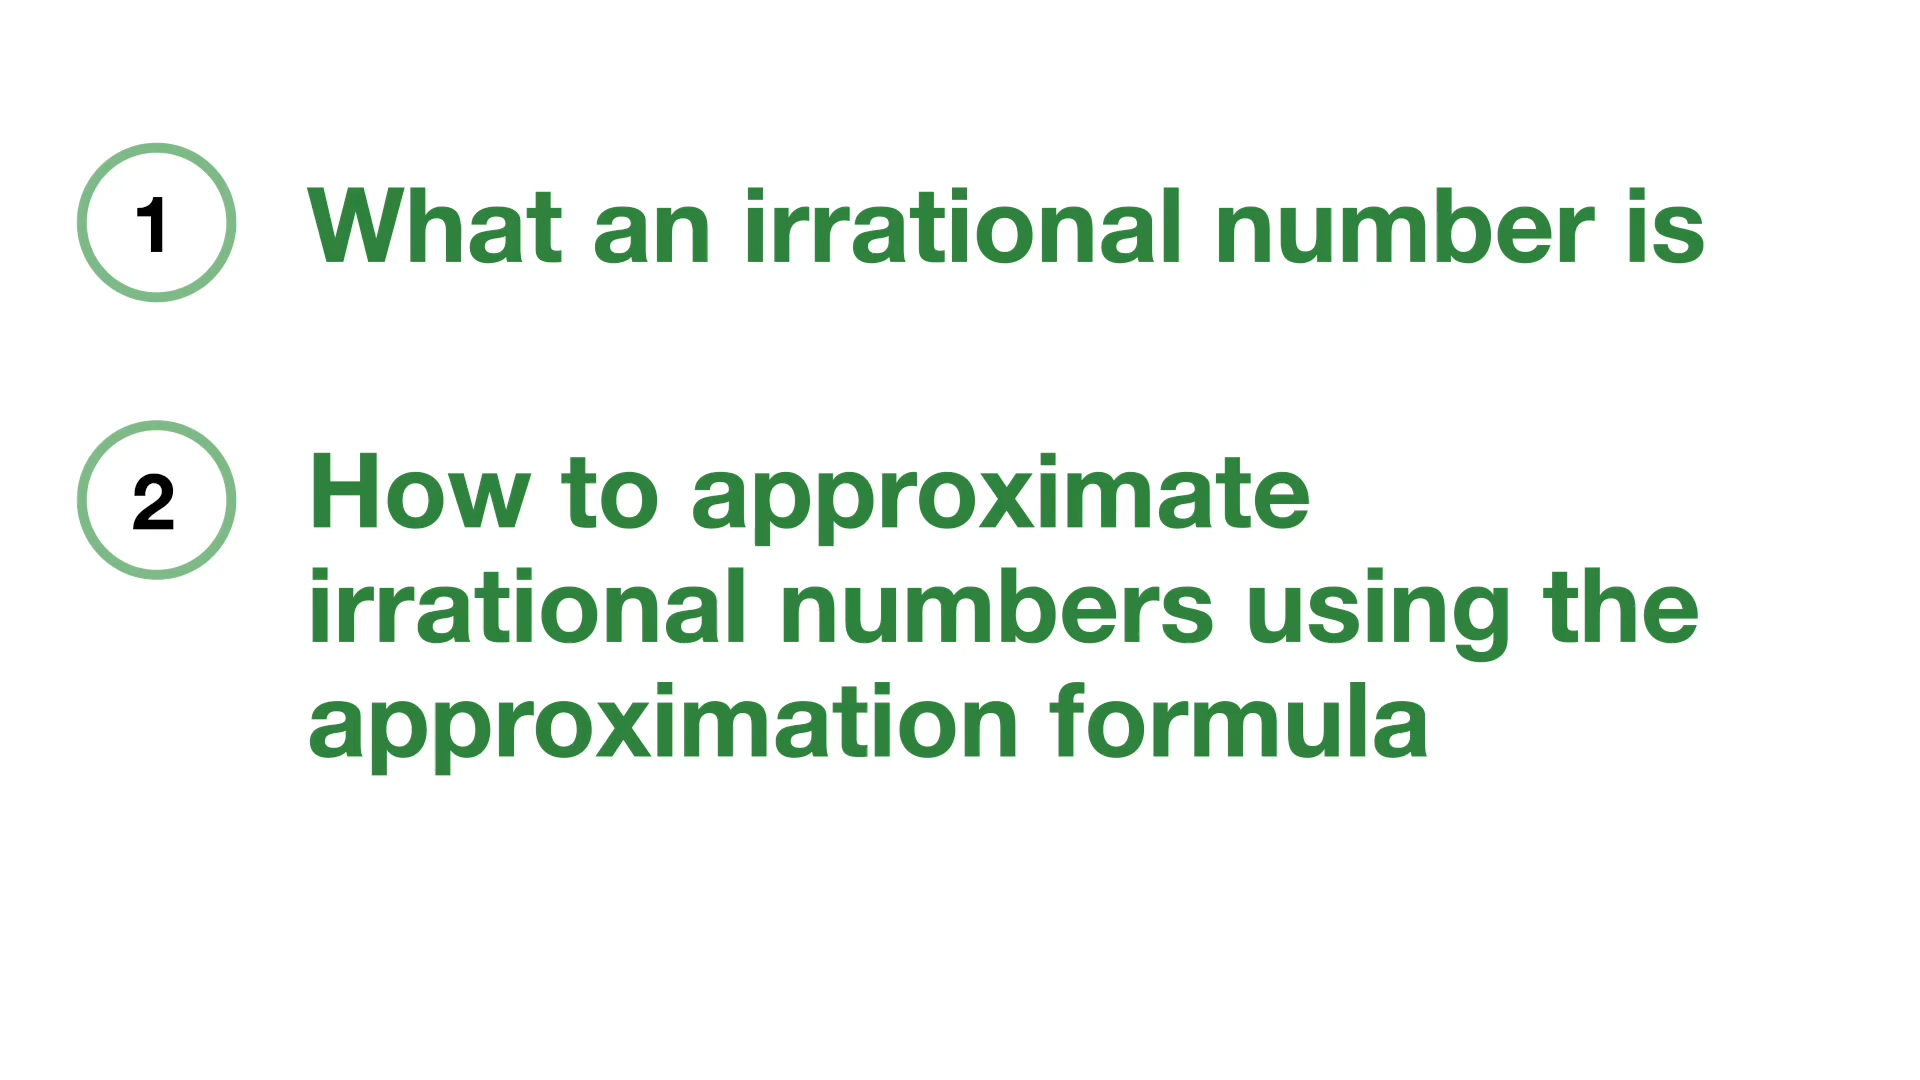 1 What an irrational number is
2 How to approximate
irrational numbers using the
approximation formula